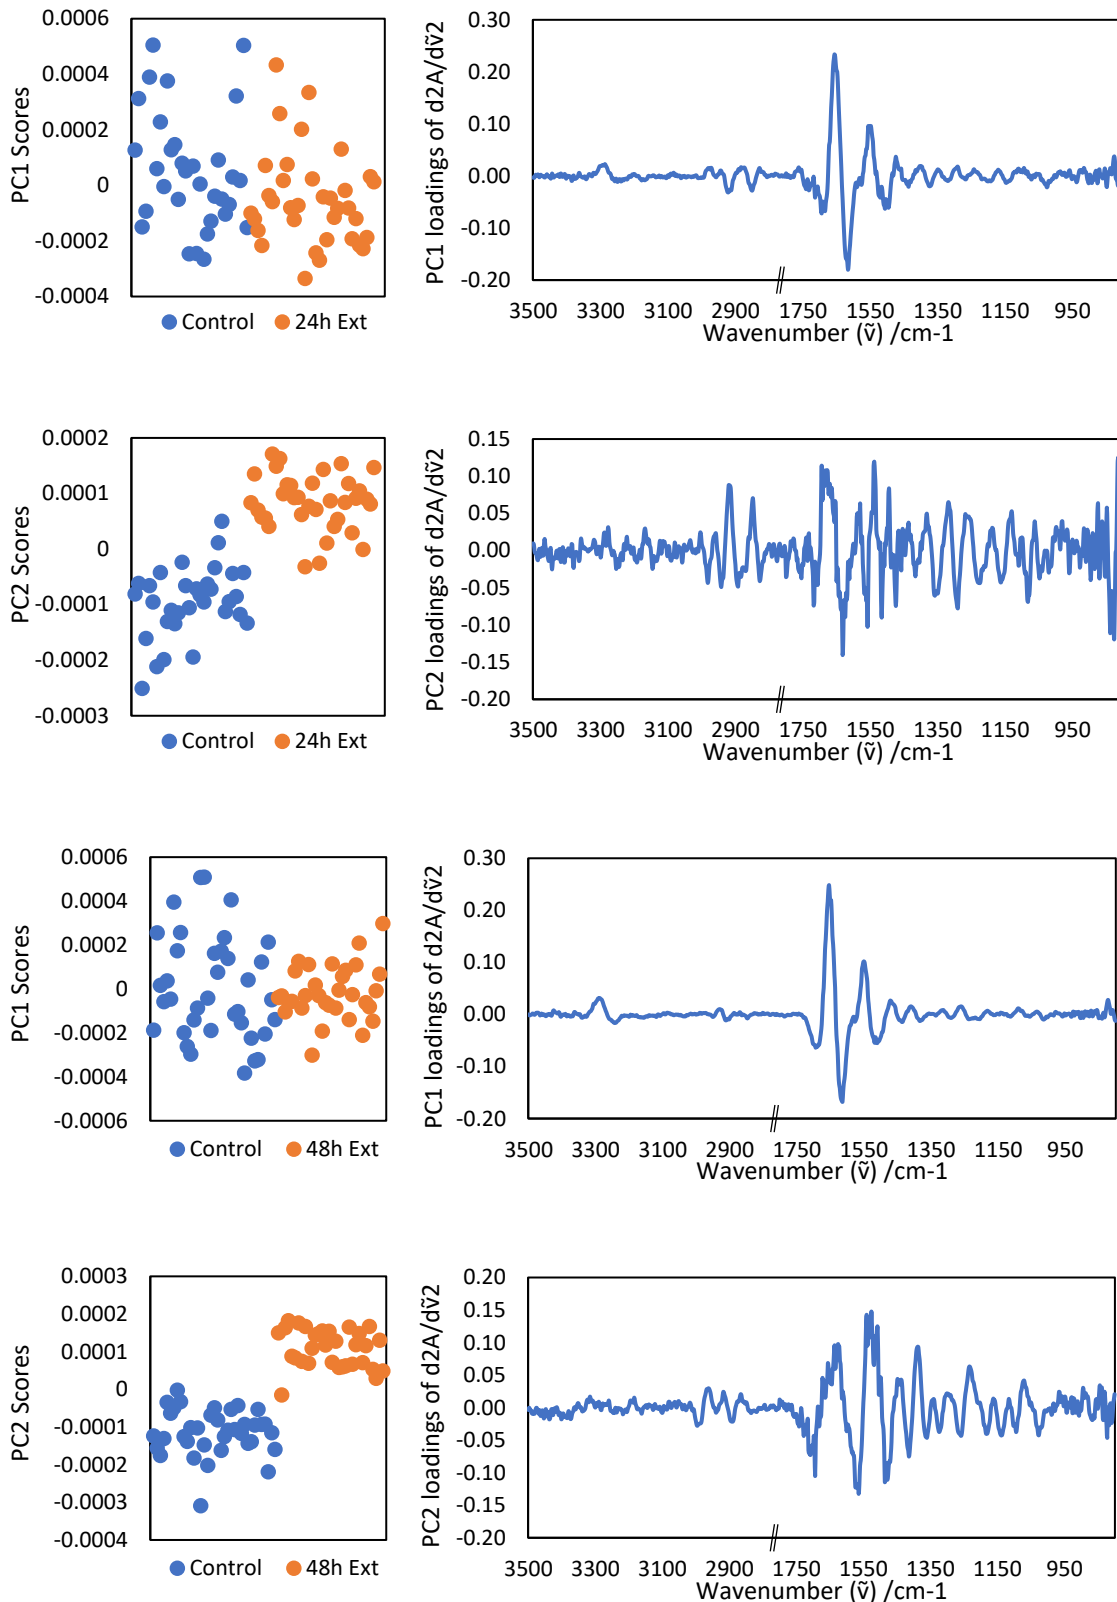 PC1 Scores
0.0006
0.0004
0.0002
0
-0.0002
-0.0004
Control
24h Ext
PC1 loadings of d2A/dṽ2
0.30
0.20
0.10
0.00
-0.10
-0.20
//
3500 3300 3100 2900 1750 1550 1350 1150 950
Wavenumber (ṽ) /cm-1
PC2 Scores
0.0002
0.0001
0
-0.0001
-0.0002
-0.0003
Control
24h Ext
PC2 loadings of d2A/dṽ2
0.15
0.10
0.05
0.00
-0.05
-0.10
-0.15
-0.20
//
3500 3300 3100 2900 1750 1550 1350 1150 950
Wavenumber (ṽ) /cm-1
PC1 Scores
0.0006
0.0004
0.0002
0
-0.0002
-0.0004
-0.0006
Control
48h Ext
PC1 loadings of d2A/dṽ2
0.30
0.20
0.10
0.00
-0.10
-0.20
//
3500 3300 3100 2900 1750 1550 1350 1150 950
Wavenumber (ṽ) /cm-1
PC2 Scores
0.0003
0.0002
0.0001
0
-0.0001
-0.0002
-0.0003
-0.0004
Control
48h Ext
PC2 loadings of d2A/dṽ2
0.20
0.15
0.10
0.05
0.00
-0.05
-0.10
-0.15
-0.20
//
3500 3300 3100 2900 1750 1550 1350 1150 950
Wavenumber (ṽ) /cm-1